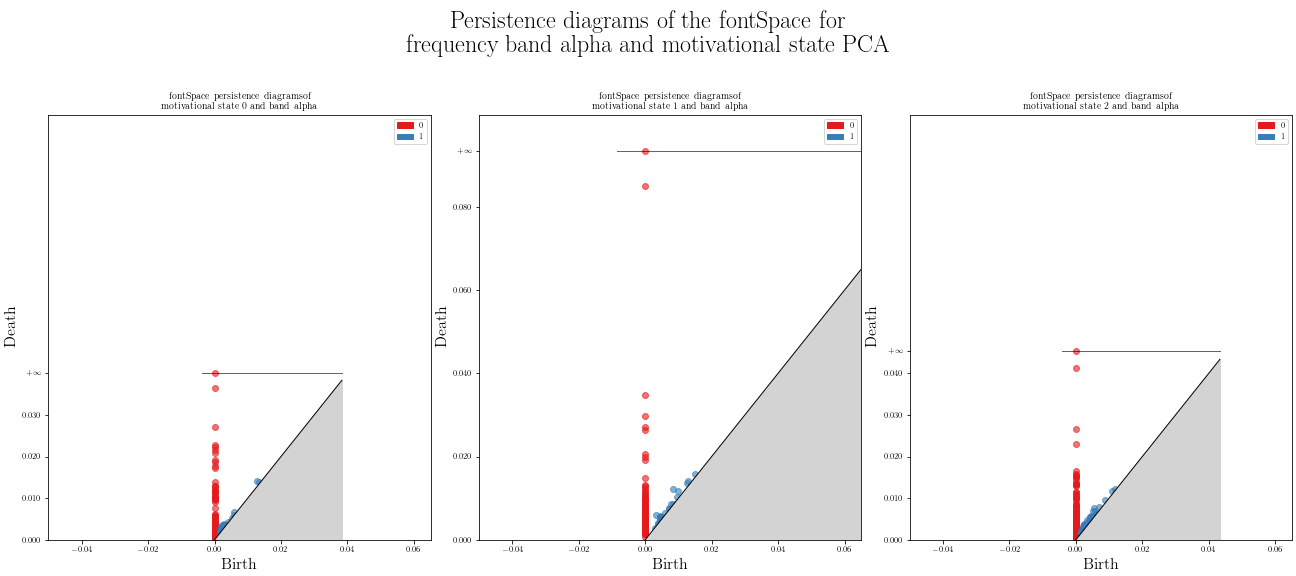 Persistence diagrams of the fontSpace for
frequency band alpha and motivational state PCA
fontSpace persistence diagramsof
motivational state 0 and band alpha
0
1
+∞
0.030
0.020
0.010
0.000
−0.04
−0.02
0.00
0.02
0.04
0.06
Death
Birth
fontSpace persistence diagramsof
motivational state 1 and band alpha
0
1
+∞
0.080
0.060
0.040
0.020
0.000
−0.04
−0.02
0.00
0.02
0.04
0.06
Death
Birth
fontSpace persistence diagramsof
motivational state 2 and band alpha
0
1
+∞
0.040
0.030
0.020
0.010
0.000
−0.04
−0.02
0.00
0.02
0.04
0.06
Death
Birth